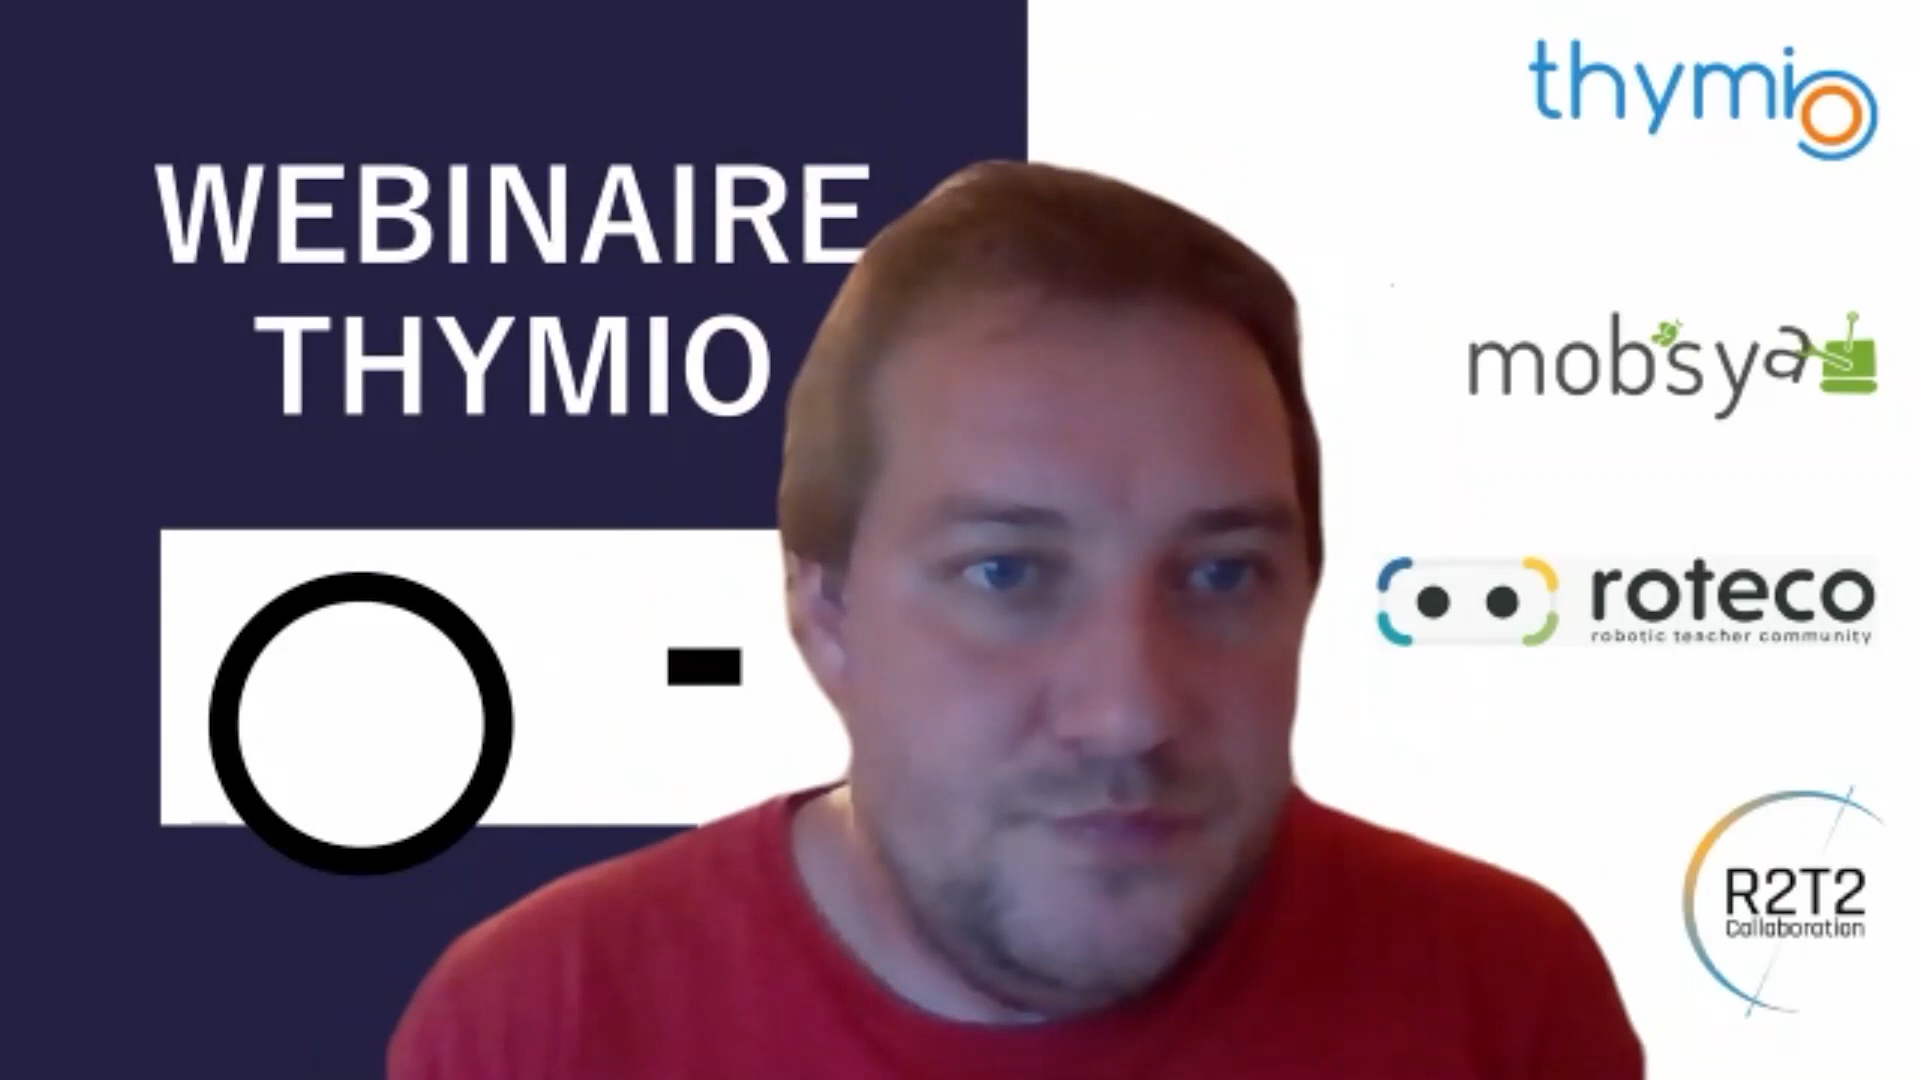 WEBINAIRE
THYMIO
thymio
mobsya
roteco
robotic teacher community
R2T2
Collaboration